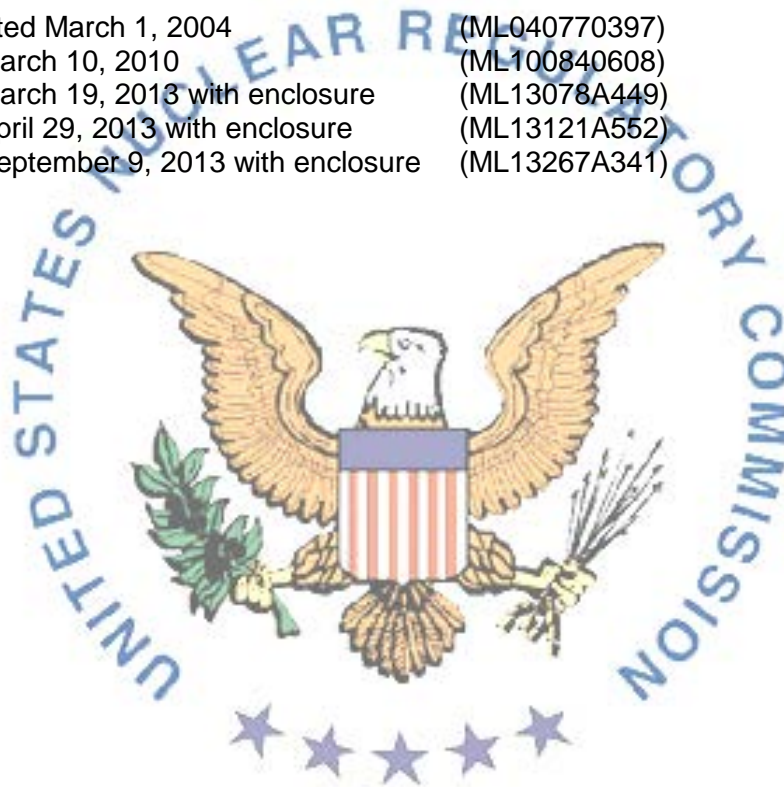 ted March 1, 2004 (ML040770397)
arch 10, 2010 (ML100840608)
arch 19, 2013 with enclosure (ML13078A449)
pril 29, 2013 with enclosure (ML13121A552)
eptember 9, 2013 with enclosure (ML13267A341)
UNITED STATES NUCLEAR REGULATORY COMMISSION